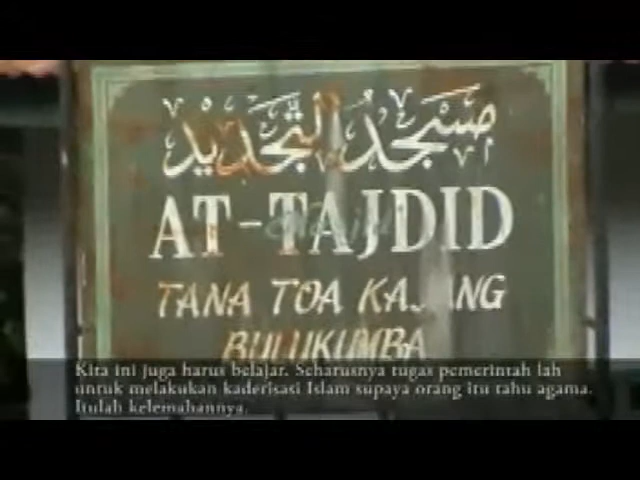 مسجد التجديد
AT-TAJDID
TANA TOA KAJANG
BULUKUMBA
Kita ini juga harus belajar. Seharusnya tugas pemerintah lah
untuk melakukan kaderisasi Islam supaya orang itu tahu agama.
Itulah kelemahannya.